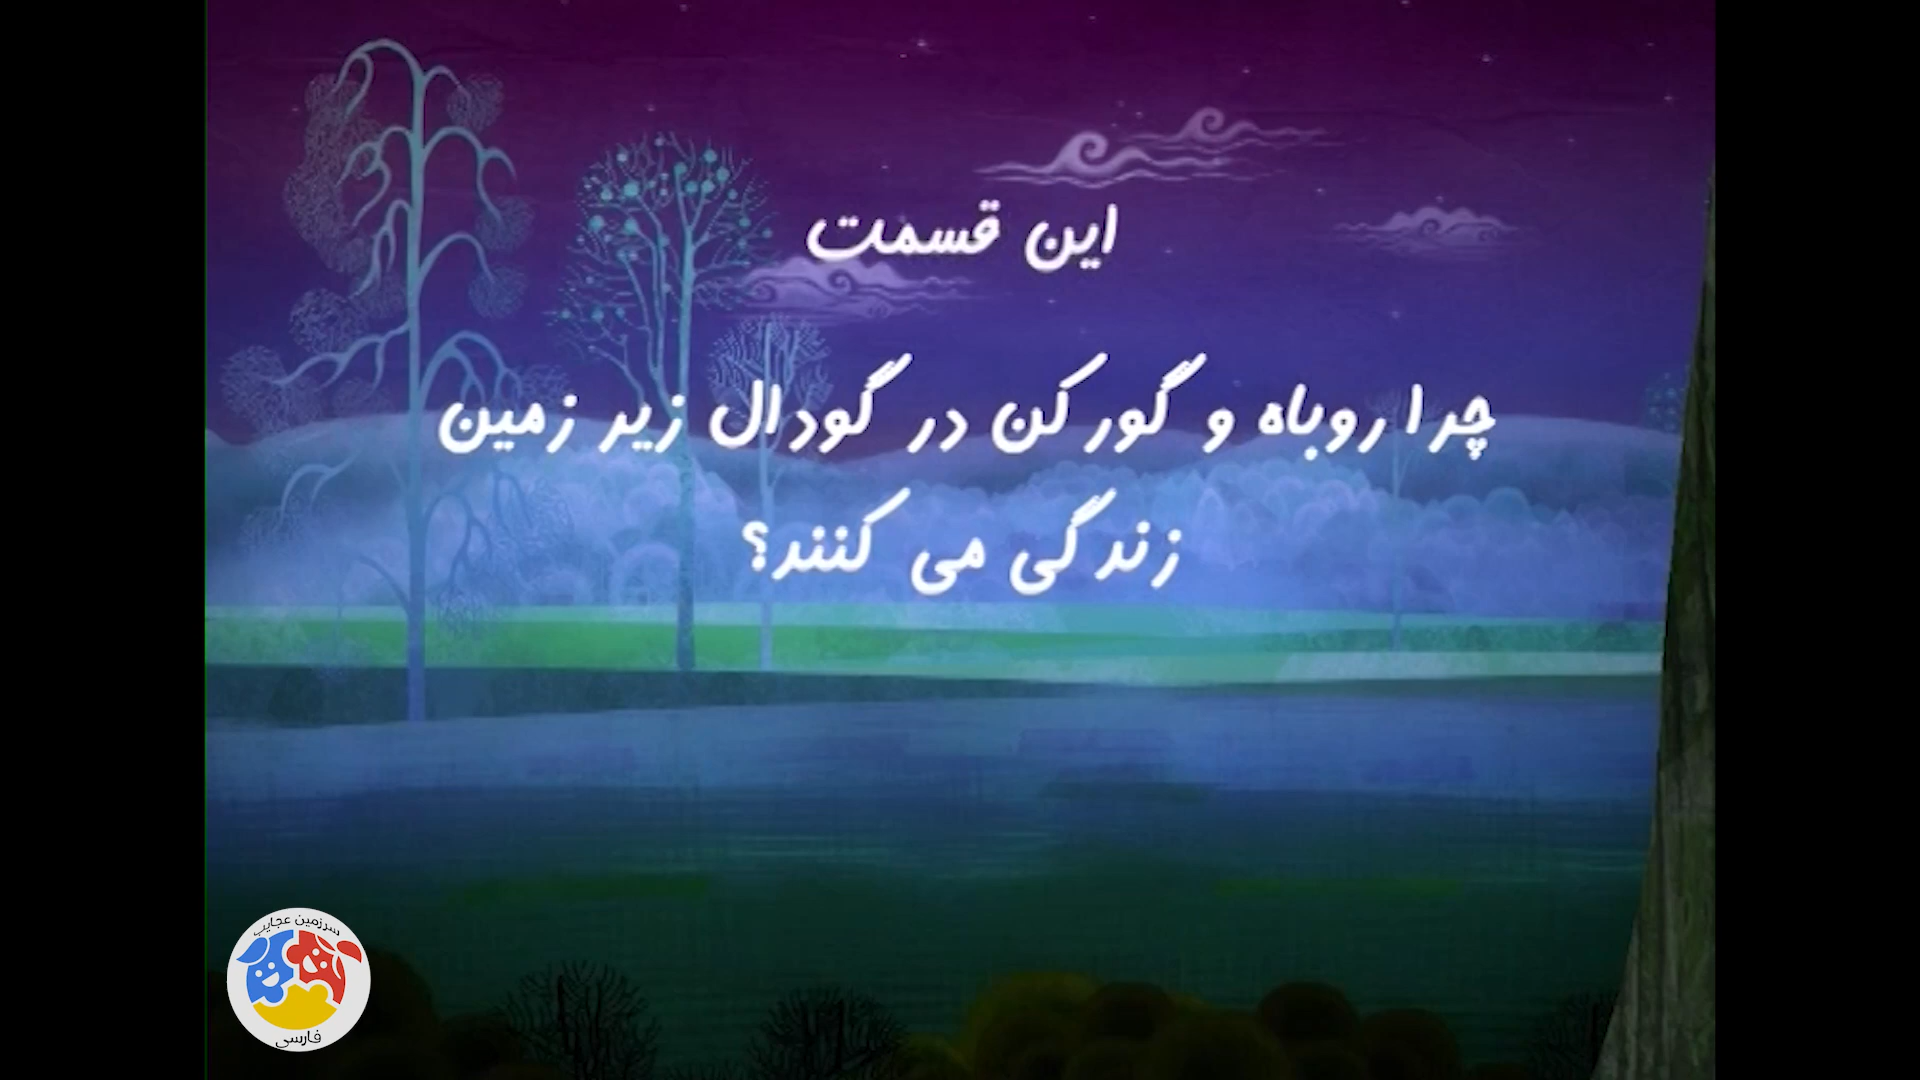 این قسمت
چرا روباه و گورکن در گودال زیر زمین
زندگی می کنند؟
سرزمین عجایب
فارسی